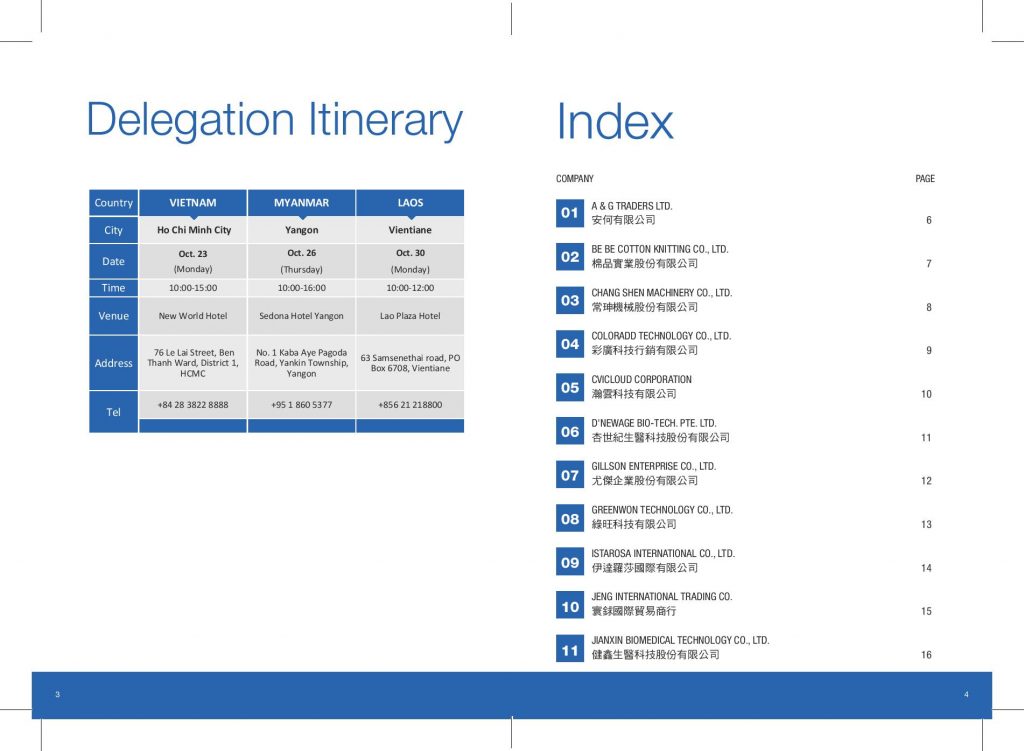 Delegation Itinerary
Country VIETNAM MYANMAR LAOS
City Ho Chi Minh City Yangon Vientiane
Date Oct. 23 (Monday) Oct. 26 (Thursday) Oct. 30 (Monday)
Time 10:00-15:00 10:00-16:00 10:00-12:00
Venue New World Hotel Sedona Hotel Yangon Lao Plaza Hotel
Address 76 Le Lai Street, Ben Thanh Ward, District 1, HCMC No. 1 Kaba Aye Pagoda Road, Yankin Township, Yangon 63 Samsenethai road, PO Box 6708, Vientiane
Tel +84 28 3822 8888 +95 1 860 5377 +856 21 218800
3
Index
COMPANY PAGE
01 A & G TRADERS LTD.
安何有限公司 6
02 BE BE COTTON KNITTING CO., LTD.
棉品實業股份有限公司 7
03 CHANG SHEN MACHINERY CO., LTD.
常珅機械股份有限公司 8
04 COLORADD TECHNOLOGY CO., LTD.
彩廣科技行銷有限公司 9
05 CVICLOUD CORPORATION
瀚雲科技有限公司 10
06 D'NEWAGE BIO-TECH. PTE. LTD.
杏世紀生醫科技股份有限公司 11
07 GILLSON ENTERPRISE CO., LTD.
尤傑企業股份有限公司 12
08 GREENWON TECHNOLOGY CO., LTD.
綠旺科技有限公司 13
09 ISTAROSA INTERNATIONAL CO., LTD.
伊達羅莎國際有限公司 14
10 JENG INTERNATIONAL TRADING CO.
寰銶國際貿易商行 15
11 JIANXIN BIOMEDICAL TECHNOLOGY CO., LTD.
健鑫生醫科技股份有限公司 16
4